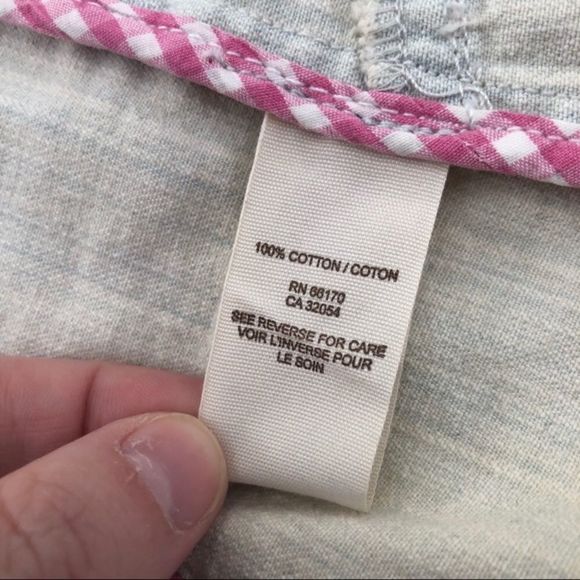 100% COTTON / COTON
RN 66170
CA 32054
SEE REVERSE FOR CARE
VOIR L'INVERSE POUR
LE SOIN